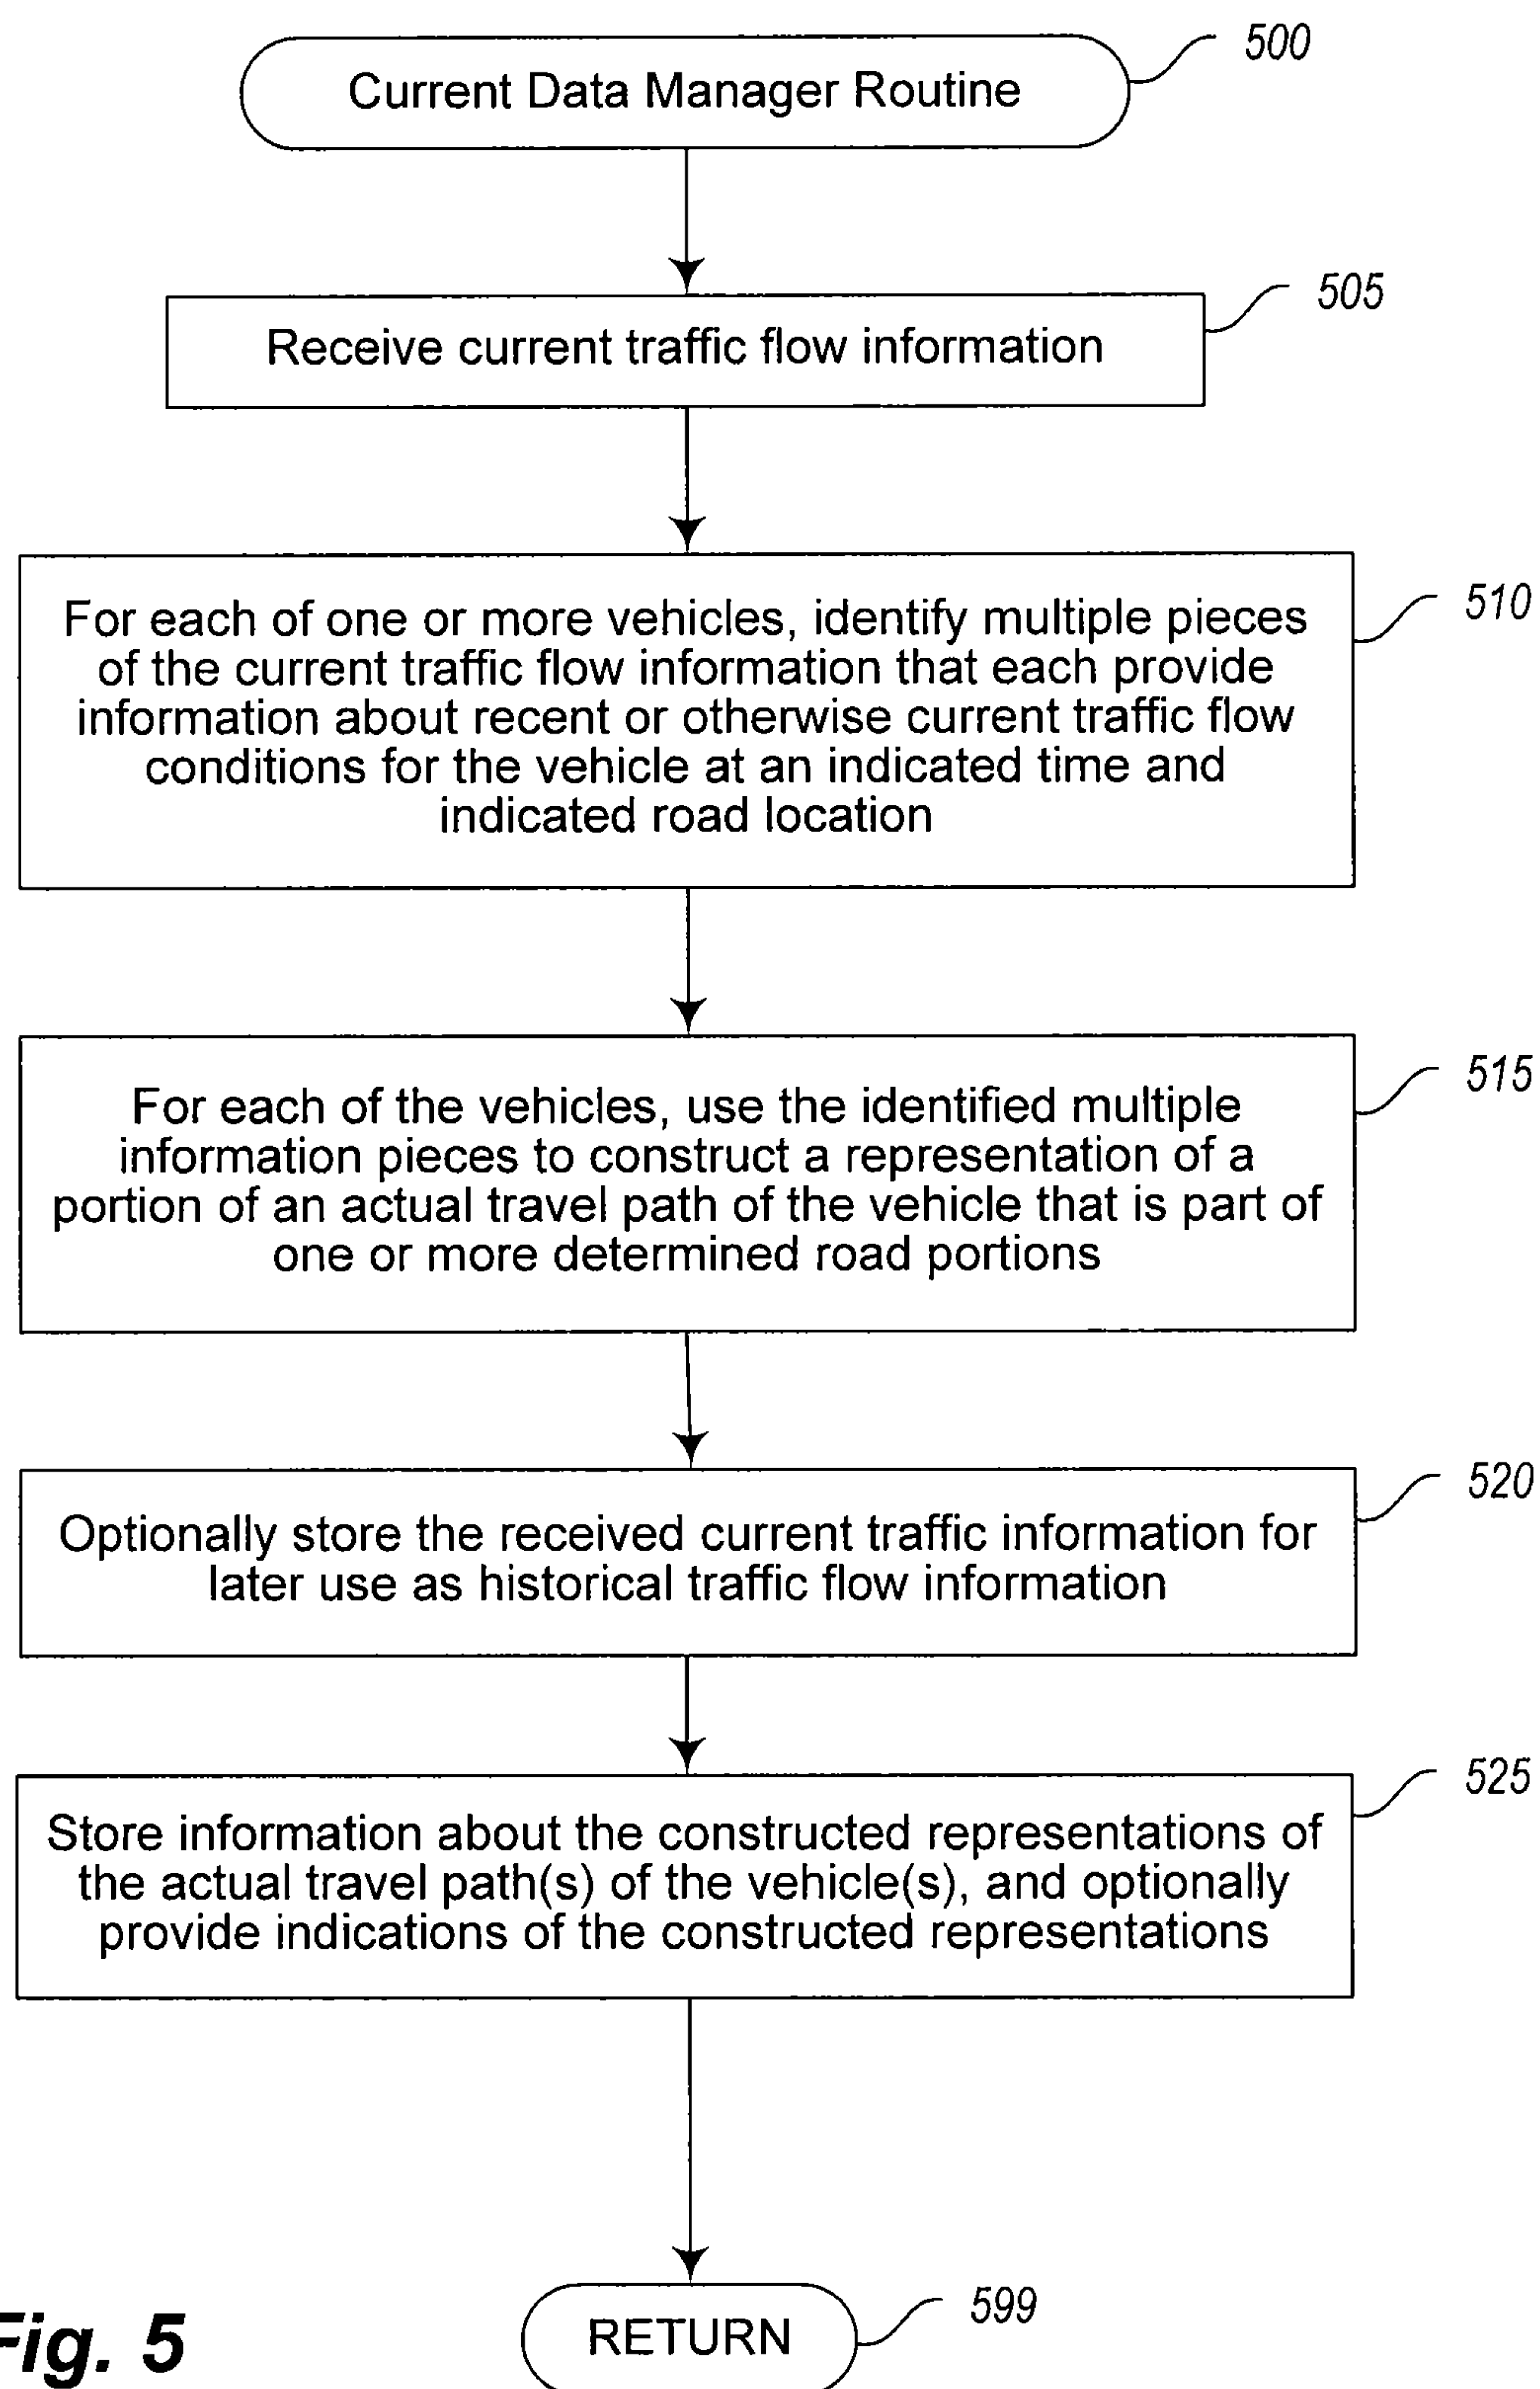 500
Current Data Manager Routine
505
Receive current traffic flow information
510
For each of one or more vehicles, identify multiple pieces
of the current traffic flow information that each provide
information about recent or otherwise current traffic flow
conditions for the vehicle at an indicated time and
indicated road location
515
For each of the vehicles, use the identified multiple
information pieces to construct a representation of a
portion of an actual travel path of the vehicle that is part of
one or more determined road portions
520
Optionally store the received current traffic information for
later use as historical traffic flow information
525
Store information about the constructed representations of
the actual travel path(s) of the vehicle(s), and optionally
provide indications of the constructed representations
599
RETURN
Fig. 5